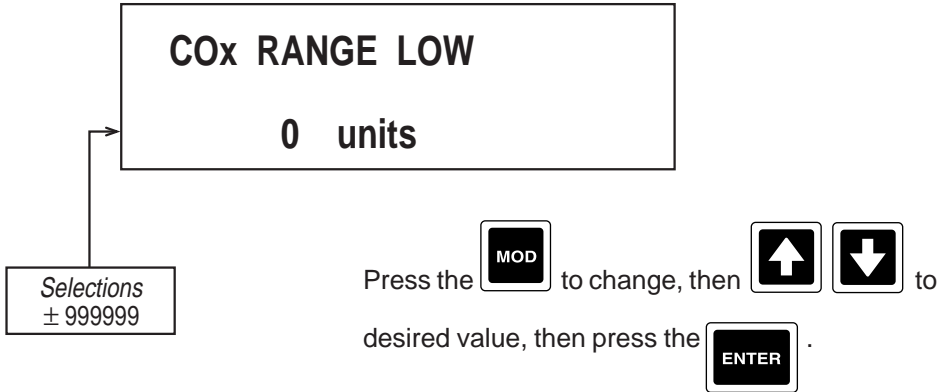 COx RANGE LOW
0 units
Selections
± 999999
Press the MOD to change, then to
desired value, then press the ENTER .